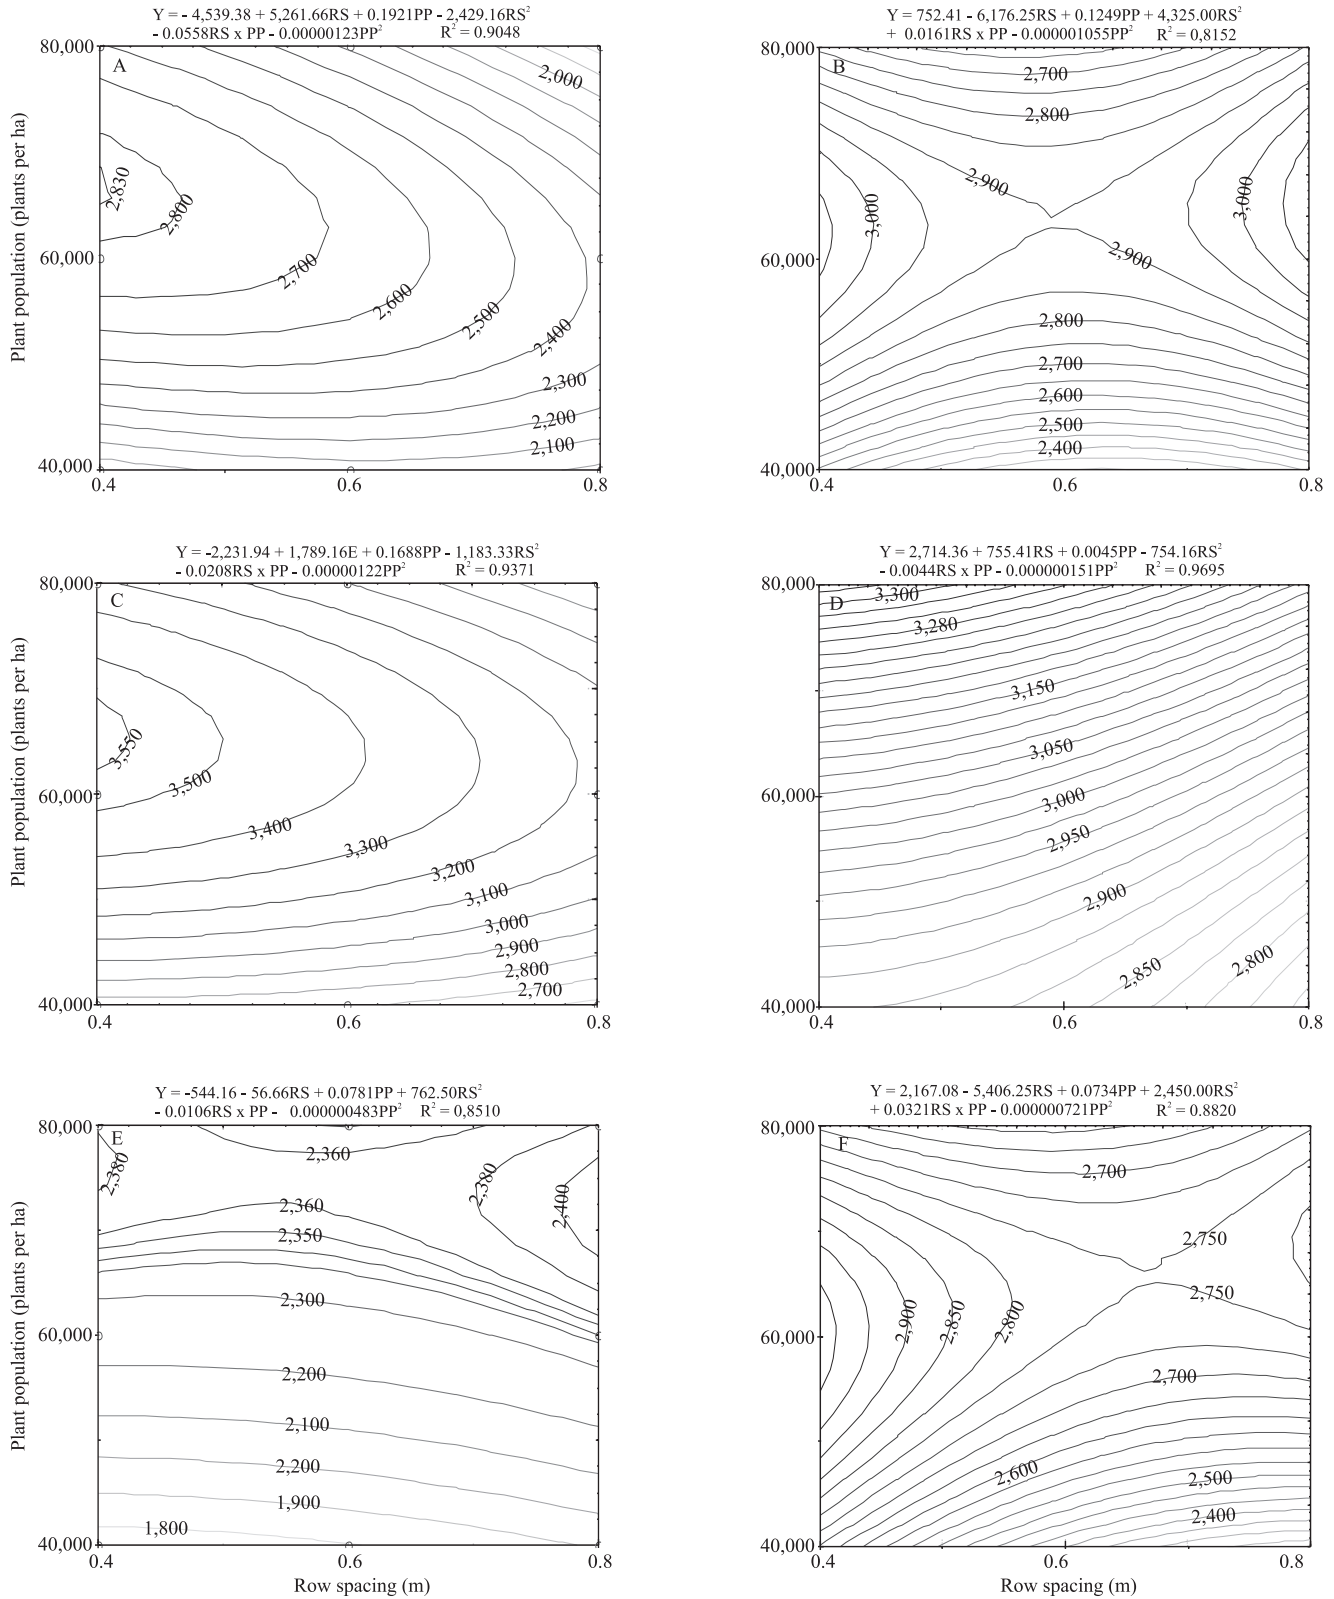 Y = - 4,539.38 + 5,261.66RS + 0.1921PP - 2,429.16RS²
- 0.0558RS x PP - 0.00000123PP² R² = 0.9048
80,000
A
2,000
2,830
2,800
60,000
2,700
2,600
2,500
2,400
2,300
2,200
2,100
40,000
0.4 0.6 0.8
Plant population (plants per ha)
Y = 752.41 - 6,176.25RS + 0.1249PP + 4,325.00RS²
+ 0.0161RS x PP - 0.000001055PP² R² = 0,8152
80,000
B
2,700
2,800
2,900
3,000
3,000
60,000
2,900
2,800
2,700
2,600
2,500
2,400
40,000
0.4 0.6 0.8
Y = -2,231.94 + 1,789.16E + 0.1688PP - 1,183.33RS²
- 0.0208RS x PP - 0.00000122PP² R² = 0.9371
80,000
C
3,550
3,500
60,000
3,400
3,300
3,200
3,100
3,000
2,900
2,800
2,700
40,000
0.4 0.6 0.8
Plant population (plants per ha)
Y = 2,714.36 + 755.41RS + 0.0045PP - 754.16RS²
- 0.0044RS x PP - 0.000000151PP² R² = 0.9695
80,000
3,300
D
3,280
3,150
3,050
60,000
3,000
2,950
2,900
2,850
2,800
40,000
0.4 0.6 0.8
Y = -544.16 - 56.66RS + 0.0781PP + 762.50RS²
- 0.0106RS x PP - 0.000000483PP² R² = 0,8510
80,000
E
2,360
2,380
2,380
2,400
2,360
2,350
2,300
60,000
2,200
2,100
2,200
1,900
1,800
40,000
0.4 0.6 0.8
Row spacing (m)
Plant population (plants per ha)
Y = 2,167.08 - 5,406.25RS + 0.0734PP + 2,450.00RS²
+ 0.0321RS x PP - 0.000000721PP² R² = 0.8820
80,000
F
2,700
2,750
2,750
2,900
2,850
2,800
60,000
2,700
2,600
2,500
2,400
40,000
0.4 0.6 0.8
Row spacing (m)